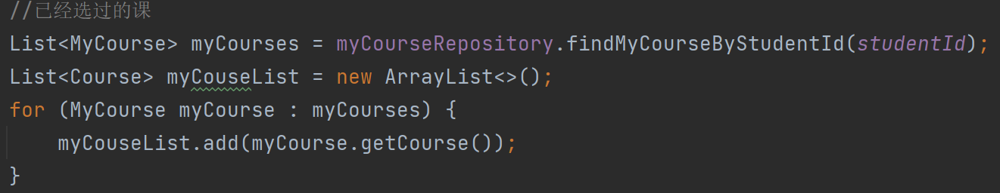 //已经选过的课
List<MyCourse> myCourses = myCourseRepository.findMyCourseByStudentId(studentId);
List<Course> myCouseList = new ArrayList<>();
for (MyCourse myCourse : myCourses) {
    myCouseList.add(myCourse.getCourse());
}